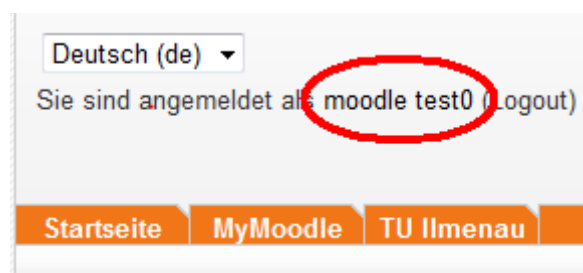 Deutsch (de)
Sie sind angemeldet als moodle test0 (Logout)
Startseite MyMoodle TU Ilmenau